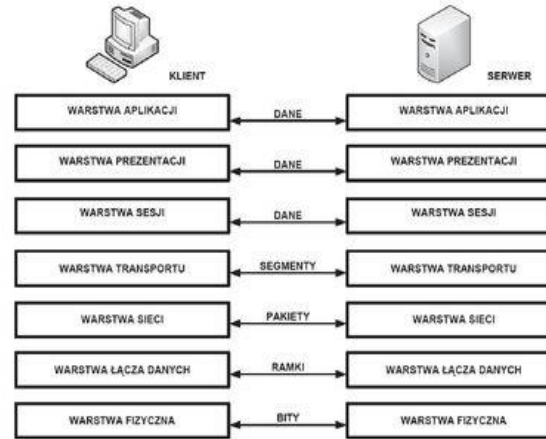 KLIENT SERWER
WARSTWA APLIKACJI DANE WARSTWA APLIKACJI
WARSTWA PREZENTACJI DANE WARSTWA PREZENTACJI
WARSTWA SESJI DANE WARSTWA SESJI
WARSTWA TRANSPORTU SEGMENTY WARSTWA TRANSPORTU
WARSTWA SIECI PAKIETY WARSTWA SIECI
WARSTWA ŁĄCZA DANYCH RAMKI WARSTWA ŁĄCZA DANYCH
WARSTWA FIZYCZNA BITY WARSTWA FIZYCZNA